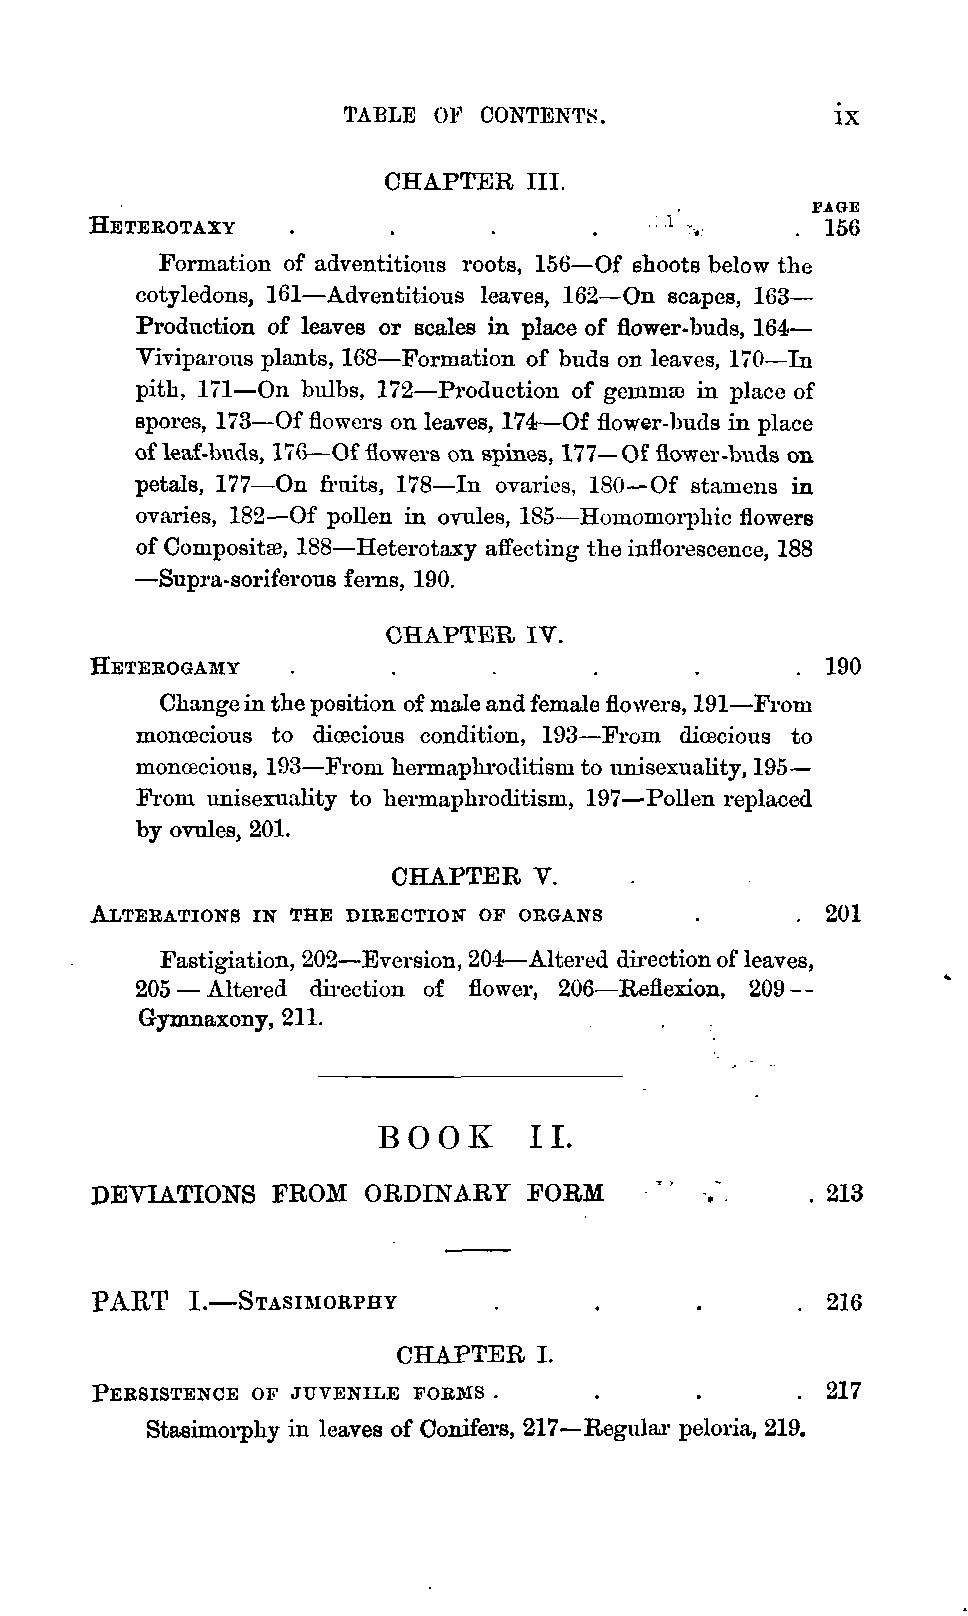 TABLE OF CONTENTS. ix
CHAPTER III.
PAGE
HETEROTAXY . . . . . . 156
Formation of adventitious roots, 156—Of shoots below the
cotyledons, 161—Adventitious leaves, 162—On scapes, 163—
Production of leaves or scales in place of flower-buds, 164—
Viviparous plants, 168—Formation of buds on leaves, 170—In
pith, 171—On bulbs, 172—Production of gemmæ in place of
spores, 173—Of flowers on leaves, 174—Of flower-buds in place
of leaf-buds, 176—Of flowers on spines, 177—Of flower-buds on
petals, 177—On fruits, 178—In ovaries, 180—Of stamens in
ovaries, 182—Of pollen in ovules, 185—Homomorphic flowers
of Compositæ, 188—Heterotaxy affecting the inflorescence, 188
—Supra-soriferous ferns, 190.
CHAPTER IV.
HETEROGAMY . . . . . . 190
Change in the position of male and female flowers, 191—From
monœcious to diœcious condition, 193—From diœcious to
monœcious, 193—From hermaphroditism to unisexuality, 195—
From unisexuality to hermaphroditism, 197—Pollen replaced
by ovules, 201.
CHAPTER V.
ALTERATIONS IN THE DIRECTION OF ORGANS . . 201
Fastigiation, 202—Eversion, 204—Altered direction of leaves,
205 — Altered direction of flower, 206—Reflexion, 209—
Gymnaxony, 211.
BOOK II.
DEVIATIONS FROM ORDINARY FORM . . 213
PART I.—STASIMORPHY . . . . 216
CHAPTER I.
PERSISTENCE OF JUVENILE FORMS . . . . 217
Stasimorphy in leaves of Conifers, 217—Regular peloria, 219.